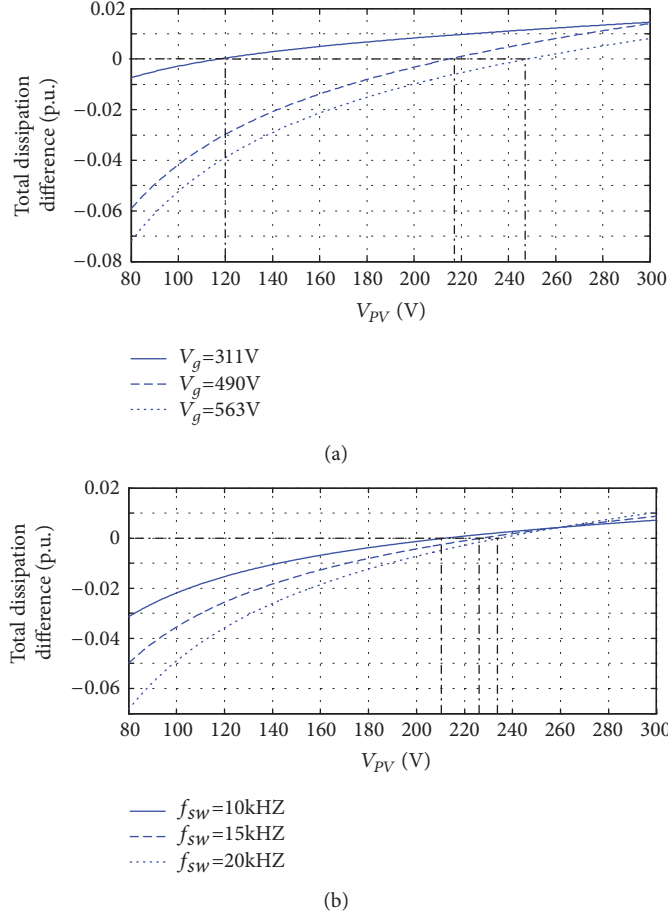 0.02
0
−0.02
−0.04
−0.06
−0.08
Total dissipation
difference (p.u.)
80 100 120 140 160 180 200 220 240 260 280 300
V_PV (V)
V_g=311V
V_g=490V
V_g=563V
(a)
0.02
0
−0.02
−0.04
−0.06
Total dissipation
difference (p.u.)
80 100 120 140 160 180 200 220 240 260 280 300
V_PV (V)
f_sw=10kHZ
f_sw=15kHZ
f_sw=20kHZ
(b)